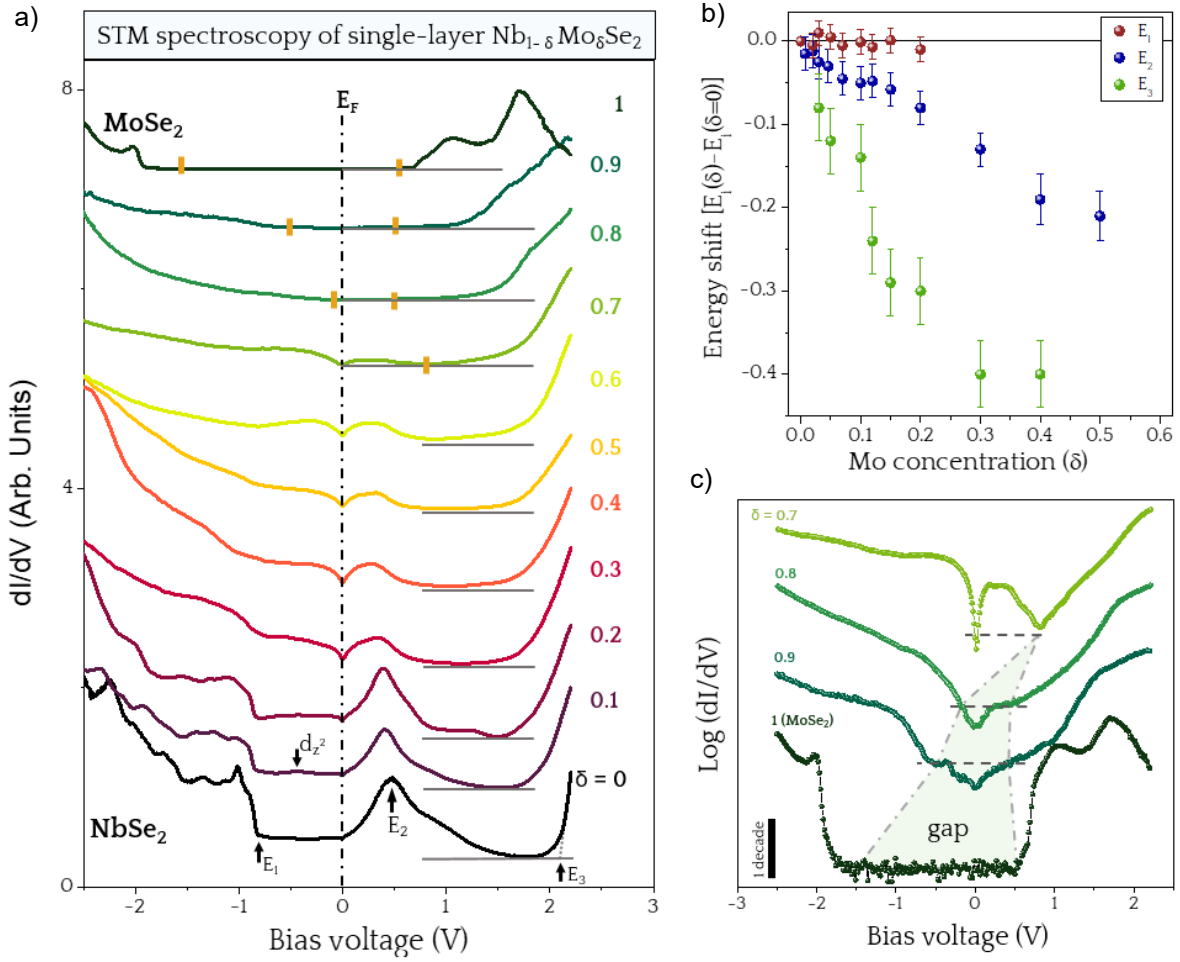 a)
STM spectroscopy of single-layer Nb₁₋δMoδSe₂
8
4
0
dI/dV (Arb. Units)
E_F
MoSe₂
1
0.9
0.8
0.7
0.6
0.5
0.4
0.3
0.2
0.1
δ = 0
d_z²
NbSe₂
E₁
E₂
E₃
-2
-1
0
1
2
3
Bias voltage (V)
b)
0.0
-0.1
-0.2
-0.3
-0.4
Energy shift [E_i(δ)-E_i(δ=0)]
E₁
E₂
E₃
0.0
0.1
0.2
0.3
0.4
0.5
0.6
Mo concentration (δ)
c)
Log (dI/dV)
δ = 0.7
0.8
0.9
1 (MoSe₂)
gap
1 decade
-3
-2
-1
0
1
2
Bias voltage (V)